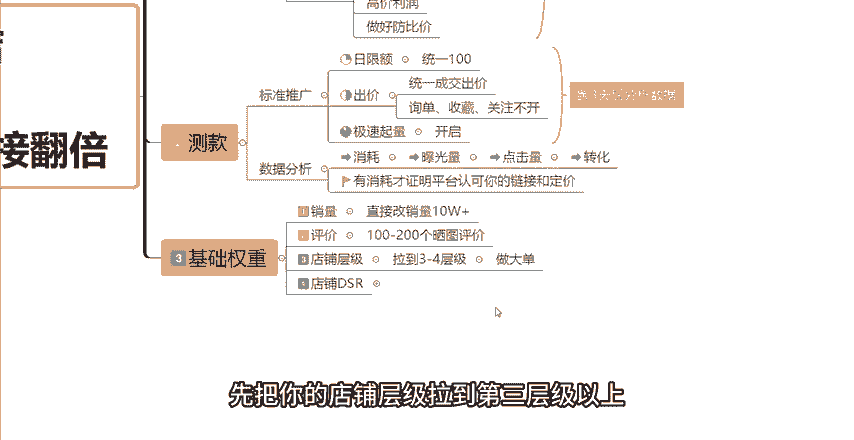 高价利润
做好防比价
接翻倍
测款
标准推广
日限额 统一100
出价
统一成交出价
询单、收藏、关注不开
极速起量 开启
数据分析
消耗 曝光量 点击量 转化
有消耗才证明平台认可你的链接和定价
3 基础权重
销量 直接改销量10W+
评价 100-200个晒图评价
3 店铺层级 拉到3-4层级 做大单
店铺DSR
先把你的店铺层级拉到第三层级以上